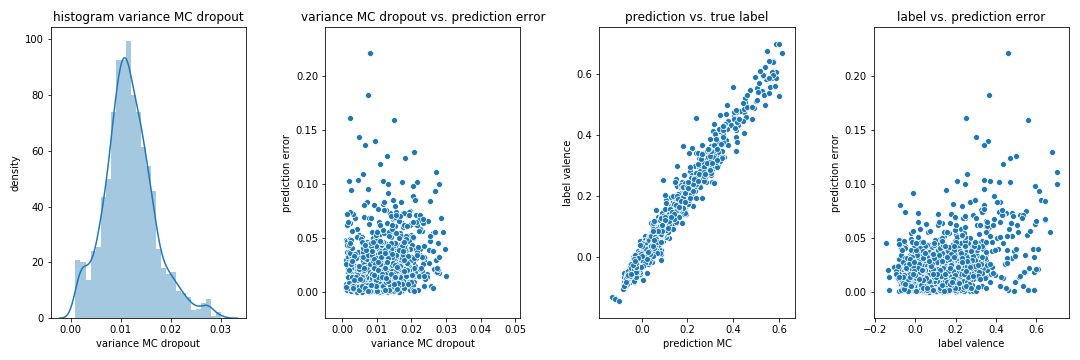 histogram variance MC dropout
density
100
80
60
40
20
0
0.00 0.01 0.02 0.03
variance MC dropout
variance MC dropout vs. prediction error
prediction error
0.20
0.15
0.10
0.05
0.00
0.00 0.01 0.02 0.03 0.04 0.05
variance MC dropout
prediction vs. true label
label valence
0.6
0.4
0.2
0.0
0.0 0.2 0.4 0.6
prediction MC
label vs. prediction error
prediction error
0.20
0.15
0.10
0.05
0.00
−0.2 0.0 0.2 0.4 0.6
label valence